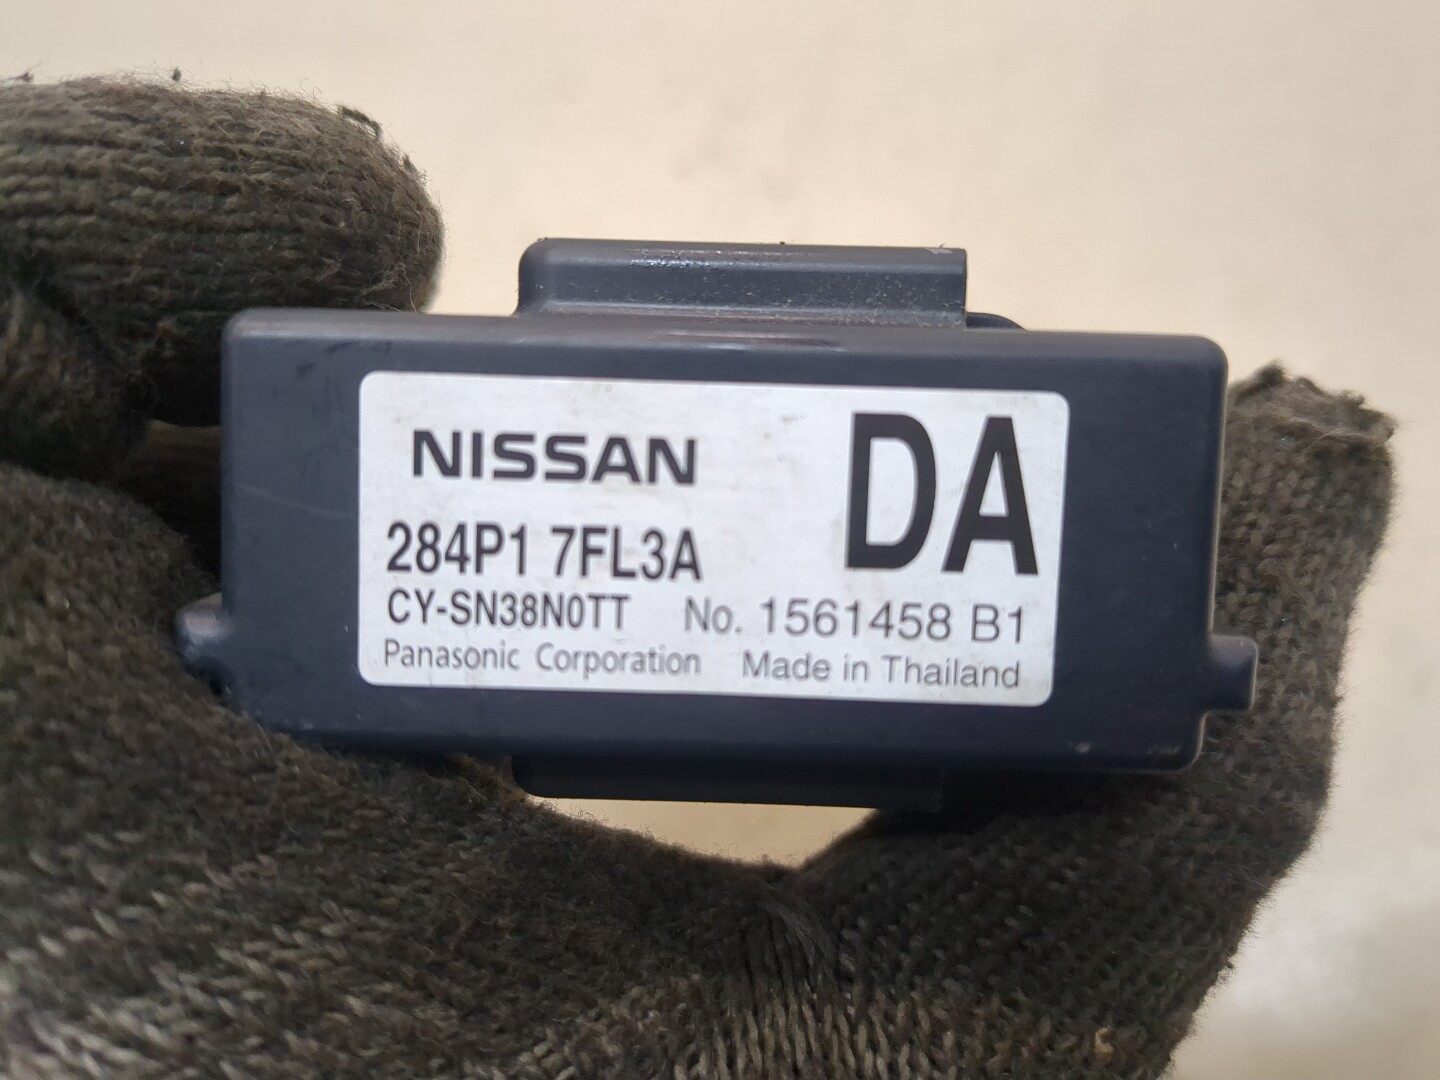 NISSAN
DA
284P1 7FL3A
CY-SN38N0TT No. 1561458 B1
Panasonic Corporation Made in Thailand